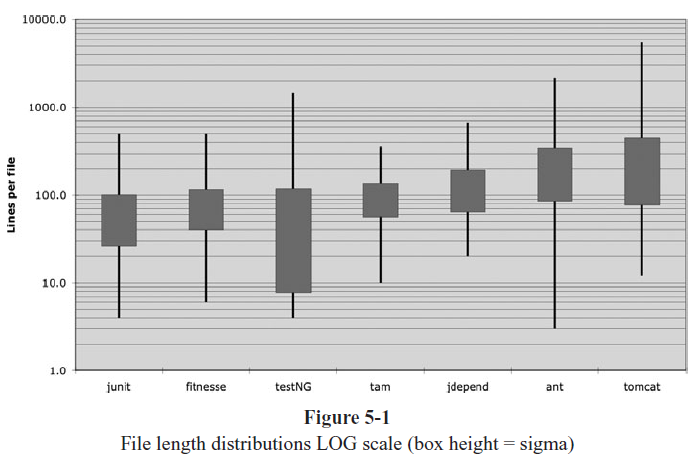 10000.0
1000.0
100.0
10.0
1.0
Lines per file
junit fitnesse testNG tam jdepend ant tomcat
Figure 5-1
File length distributions LOG scale (box height = sigma)